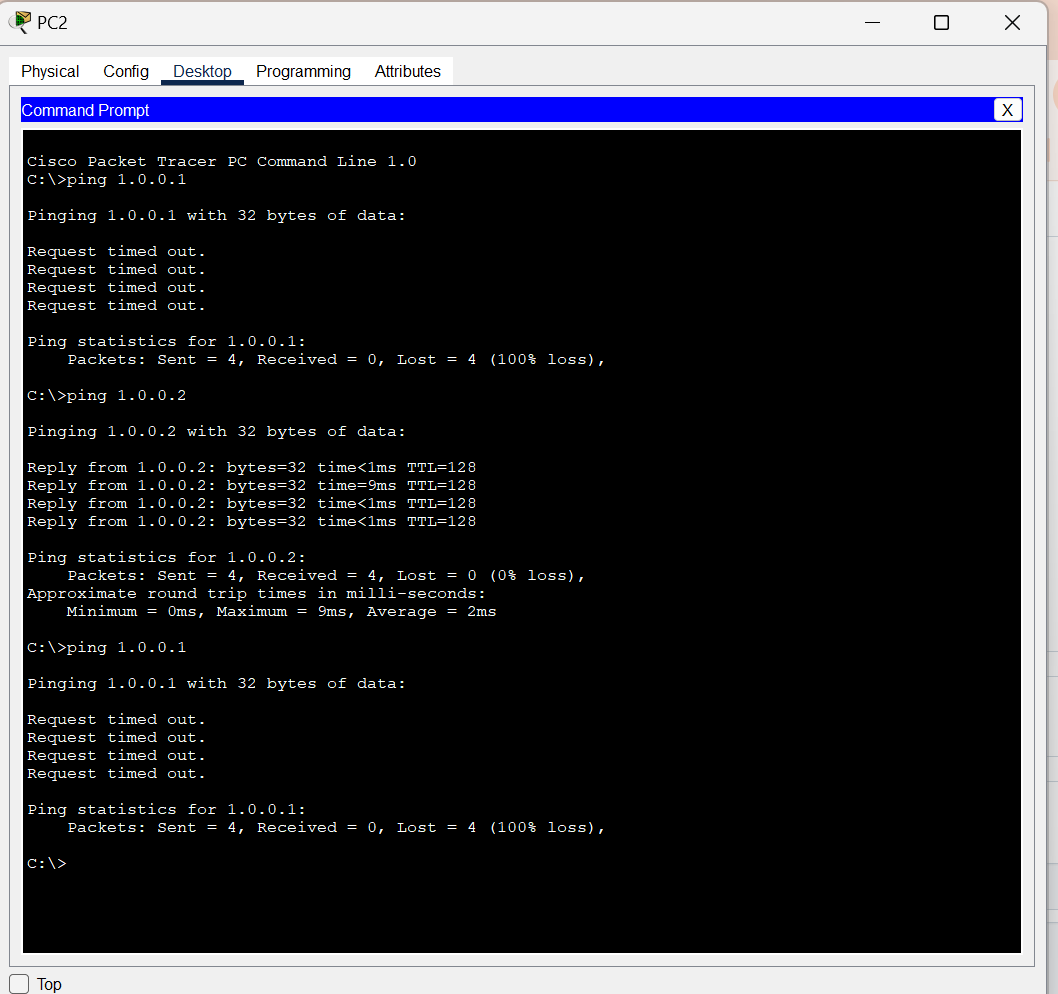 PC2
Physical Config Desktop Programming Attributes
Command Prompt
X
Cisco Packet Tracer PC Command Line 1.0
C:\>ping 1.0.0.1
Pinging 1.0.0.1 with 32 bytes of data:
Request timed out.
Request timed out.
Request timed out.
Request timed out.
Ping statistics for 1.0.0.1:
    Packets: Sent = 4, Received = 0, Lost = 4 (100% loss),
C:\>ping 1.0.0.2
Pinging 1.0.0.2 with 32 bytes of data:
Reply from 1.0.0.2: bytes=32 time<1ms TTL=128
Reply from 1.0.0.2: bytes=32 time=9ms TTL=128
Reply from 1.0.0.2: bytes=32 time<1ms TTL=128
Reply from 1.0.0.2: bytes=32 time<1ms TTL=128
Ping statistics for 1.0.0.2:
    Packets: Sent = 4, Received = 4, Lost = 0 (0% loss),
Approximate round trip times in milli-seconds:
    Minimum = 0ms, Maximum = 9ms, Average = 2ms
C:\>ping 1.0.0.1
Pinging 1.0.0.1 with 32 bytes of data:
Request timed out.
Request timed out.
Request timed out.
Request timed out.
Ping statistics for 1.0.0.1:
    Packets: Sent = 4, Received = 0, Lost = 4 (100% loss),
C:\>
Top